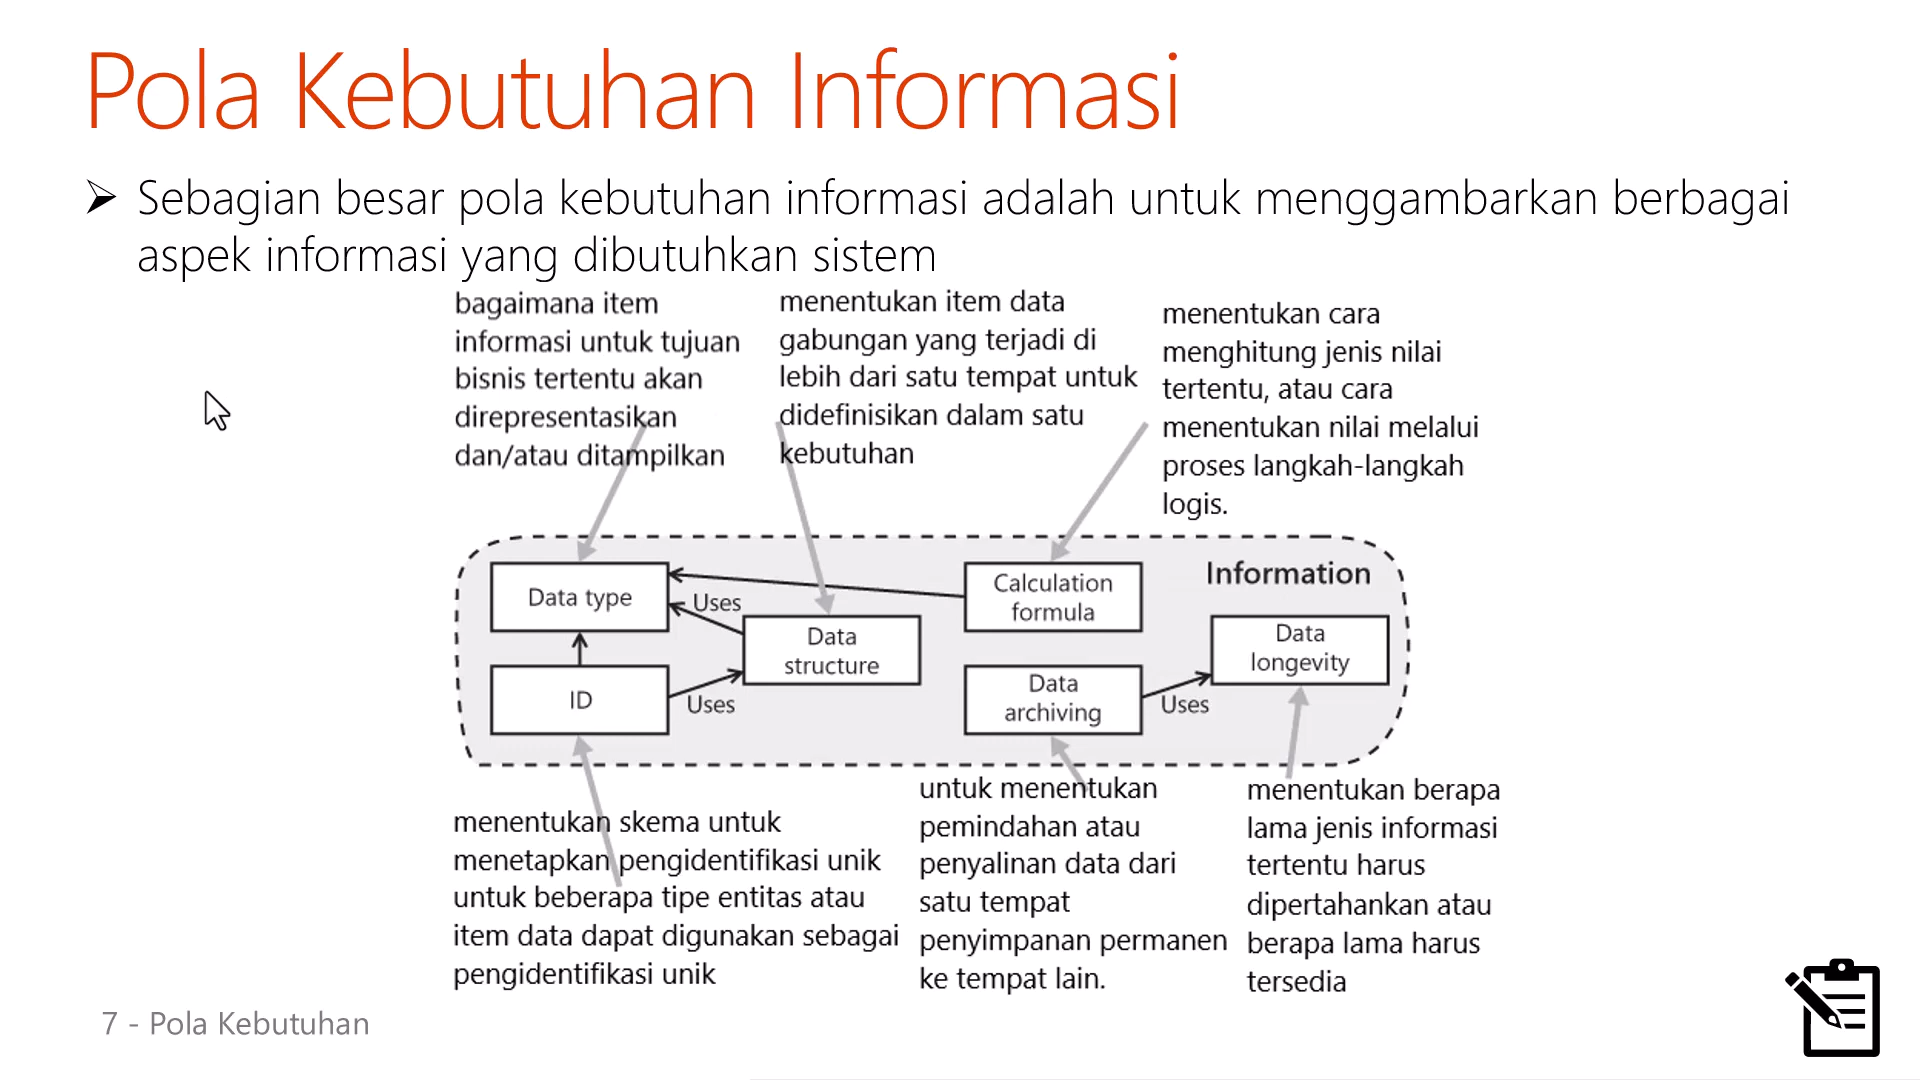 Pola Kebutuhan Informasi
Sebagian besar pola kebutuhan informasi adalah untuk menggambarkan berbagai
aspek informasi yang dibutuhkan sistem
bagaimana item
informasi untuk tujuan
bisnis tertentu akan
direpresentasikan
dan/atau ditampilkan
menentukan item data
gabungan yang terjadi di
lebih dari satu tempat untuk
didefinisikan dalam satu
kebutuhan
menentukan cara
menghitung jenis nilai
tertentu, atau cara
menentukan nilai melalui
proses langkah-langkah
logis.
Information
Data type
Uses
Data
structure
Calculation
formula
Data
longevity
ID
Uses
Data
archiving
Uses
menentukan skema untuk
menetapkan pengidentifikasi unik
untuk beberapa tipe entitas atau
item data dapat digunakan sebagai
pengidentifikasi unik
untuk menentukan
pemindahan atau
penyalinan data dari
satu tempat
penyimpanan permanen
ke tempat lain.
menentukan berapa
lama jenis informasi
tertentu harus
dipertahankan atau
berapa lama harus
tersedia
7 - Pola Kebutuhan